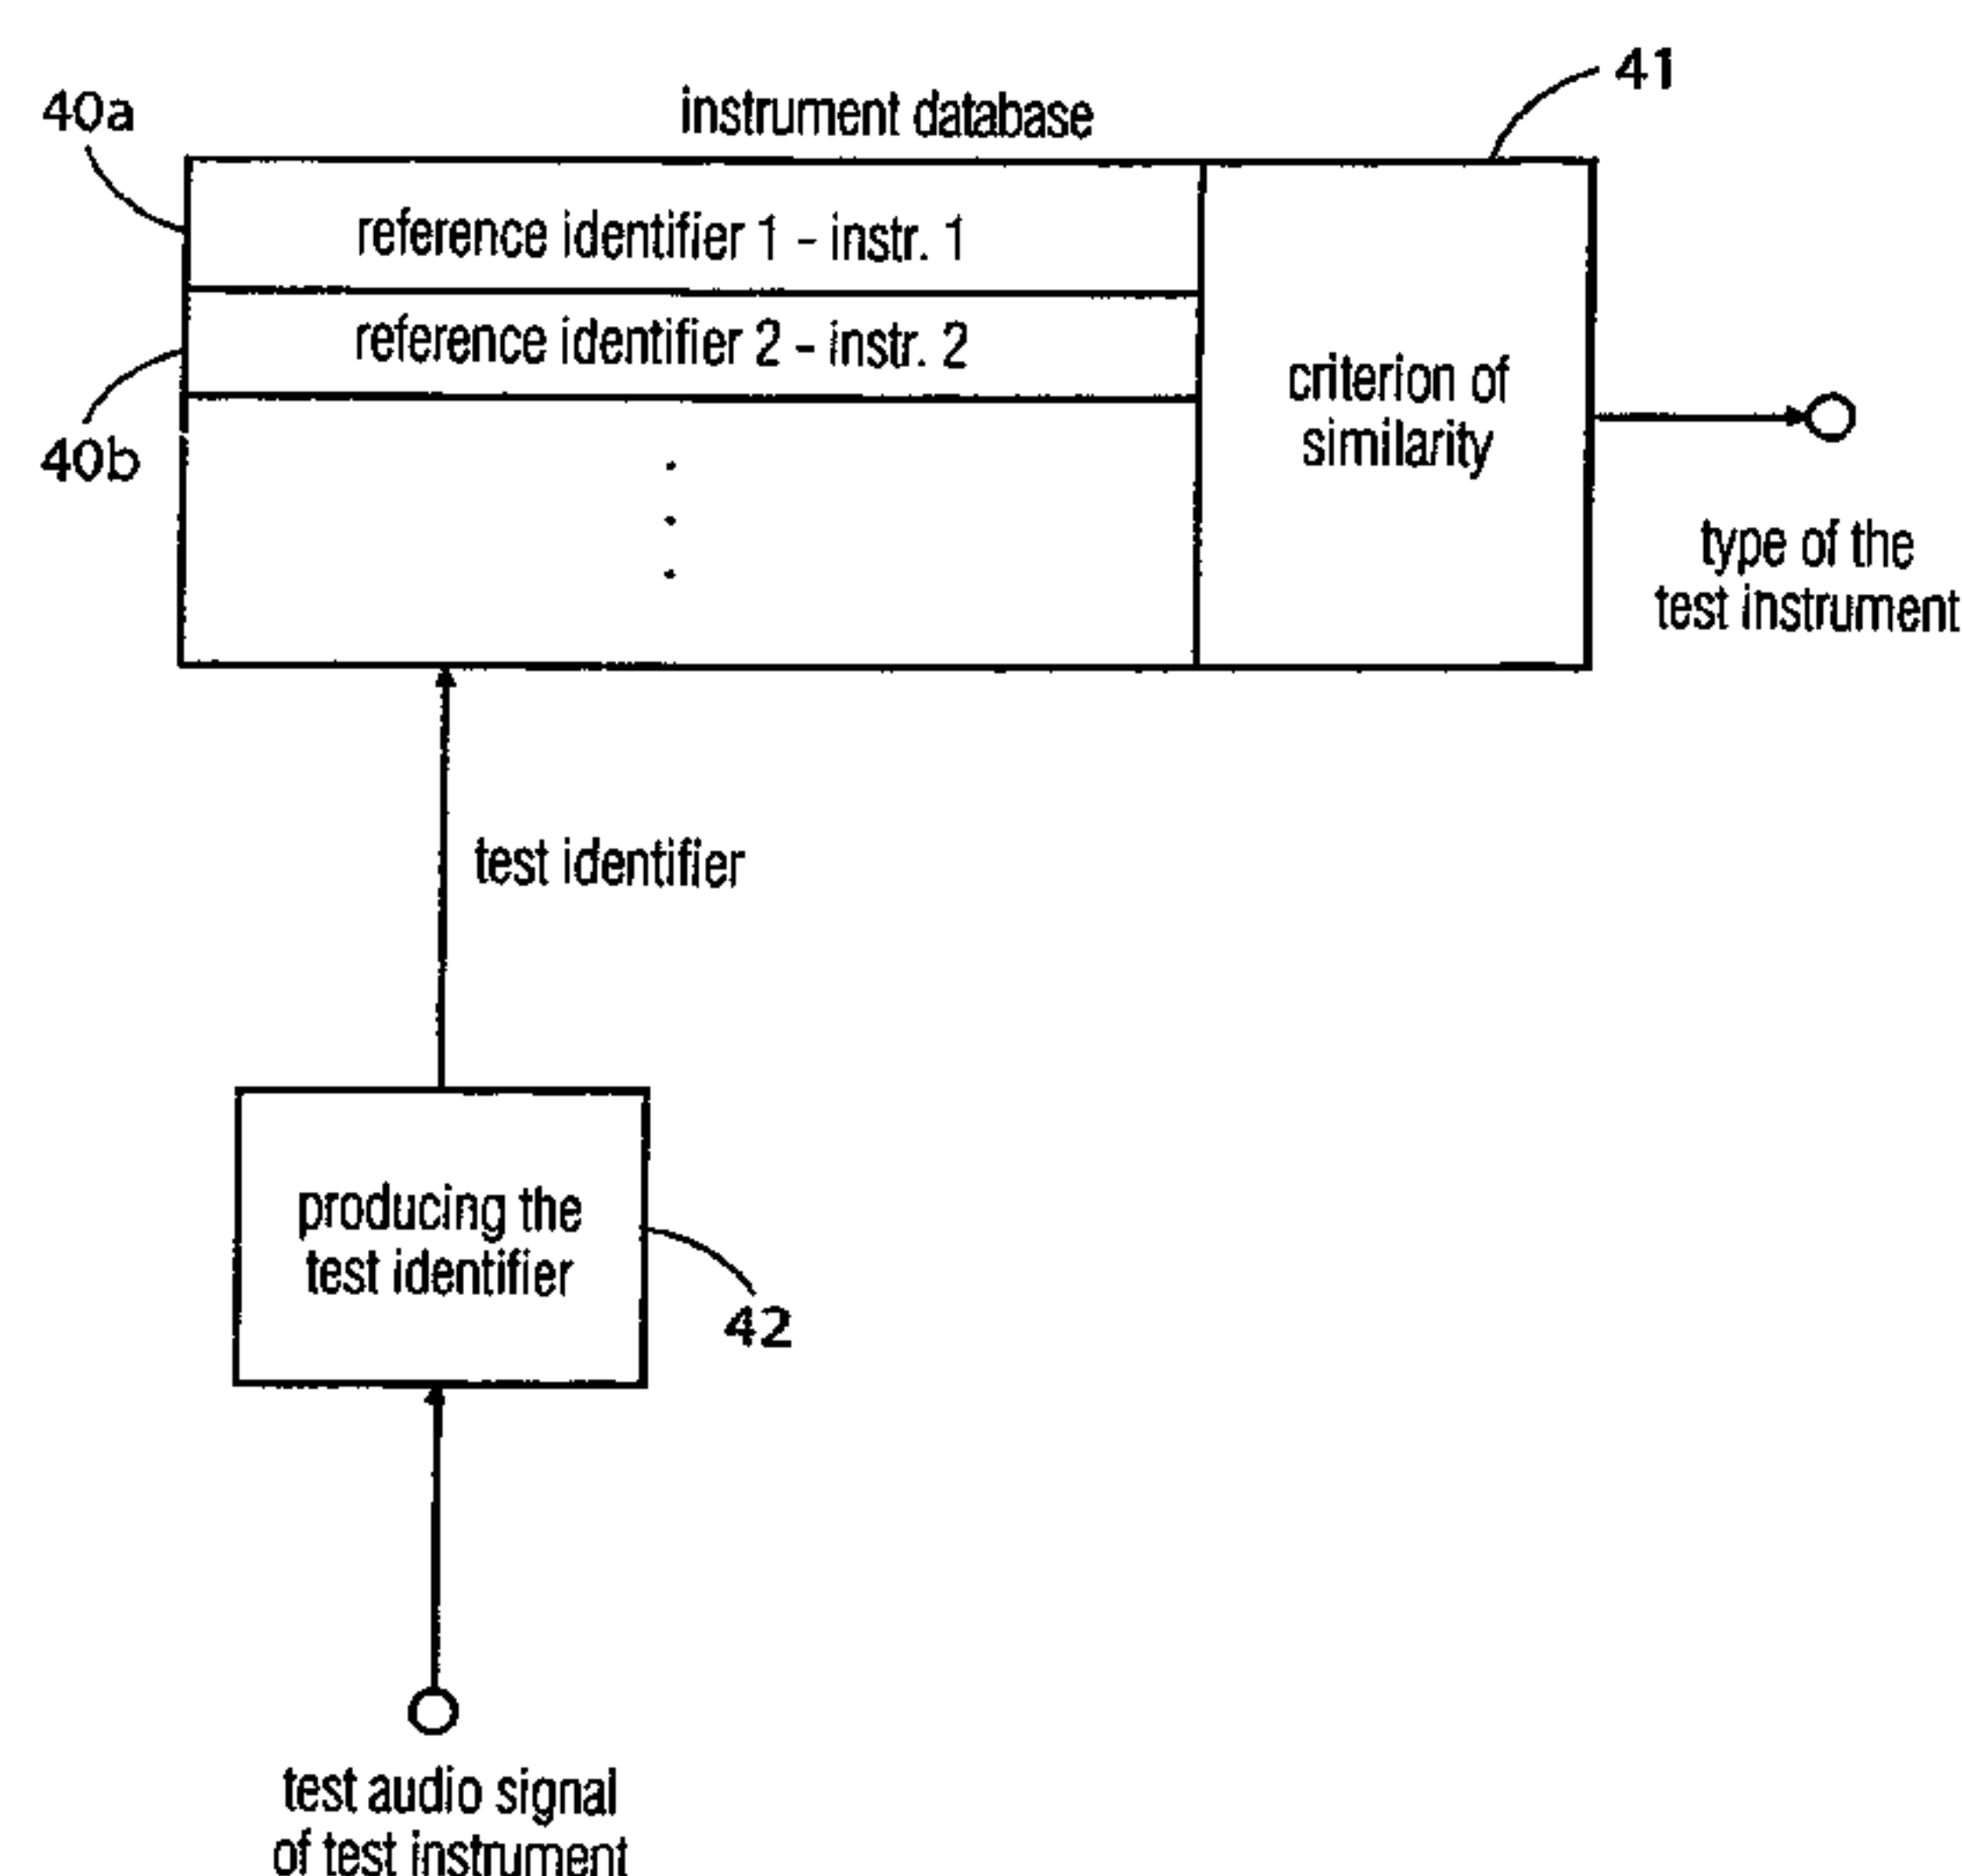 41
40a
instrument database
reference identifier 1 - instr. 1
reference identifier 2 - instr. 2
40b
criterion of
similarity
type of the
test instrument
test identifier
producing the
test identifier
42
test audio signal
of test instrument